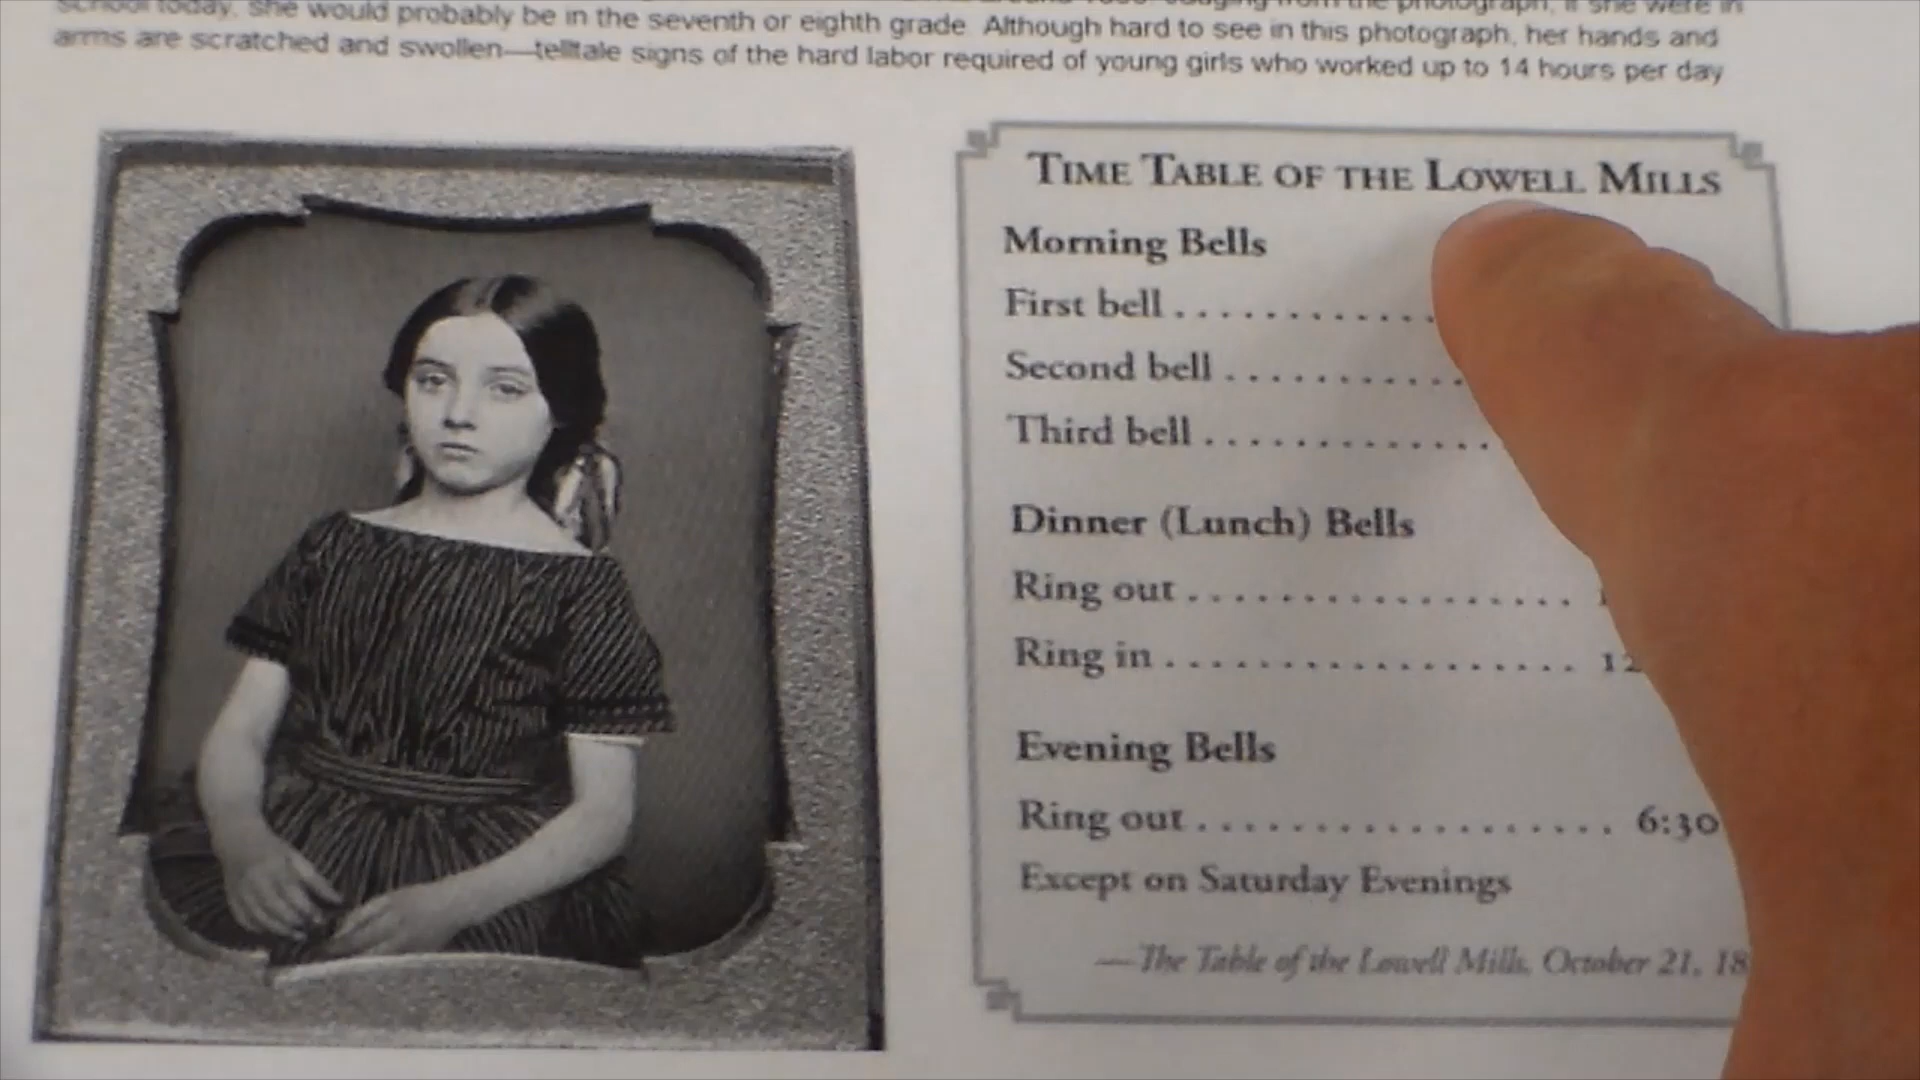 school today, she would probably be in the seventh or eighth grade. Although hard to see in this photograph, her hands and
arms are scratched and swollen—telltale signs of the hard labor required of young girls who worked up to 14 hours per day
TIME TABLE OF THE LOWELL MILLS
Morning Bells
First bell . . . . . . . . . . . .
Second bell . . . . . . . . . . .
Third bell . . . . . . . . . . . . .
Dinner (Lunch) Bells
Ring out . . . . . . . . . . . . . . . . .
Ring in . . . . . . . . . . . . . . . . . . 12
Evening Bells
Ring out . . . . . . . . . . . . . . . . . . 6:30
Except on Saturday Evenings
—The Table of the Lowell Mills, October 21, 18